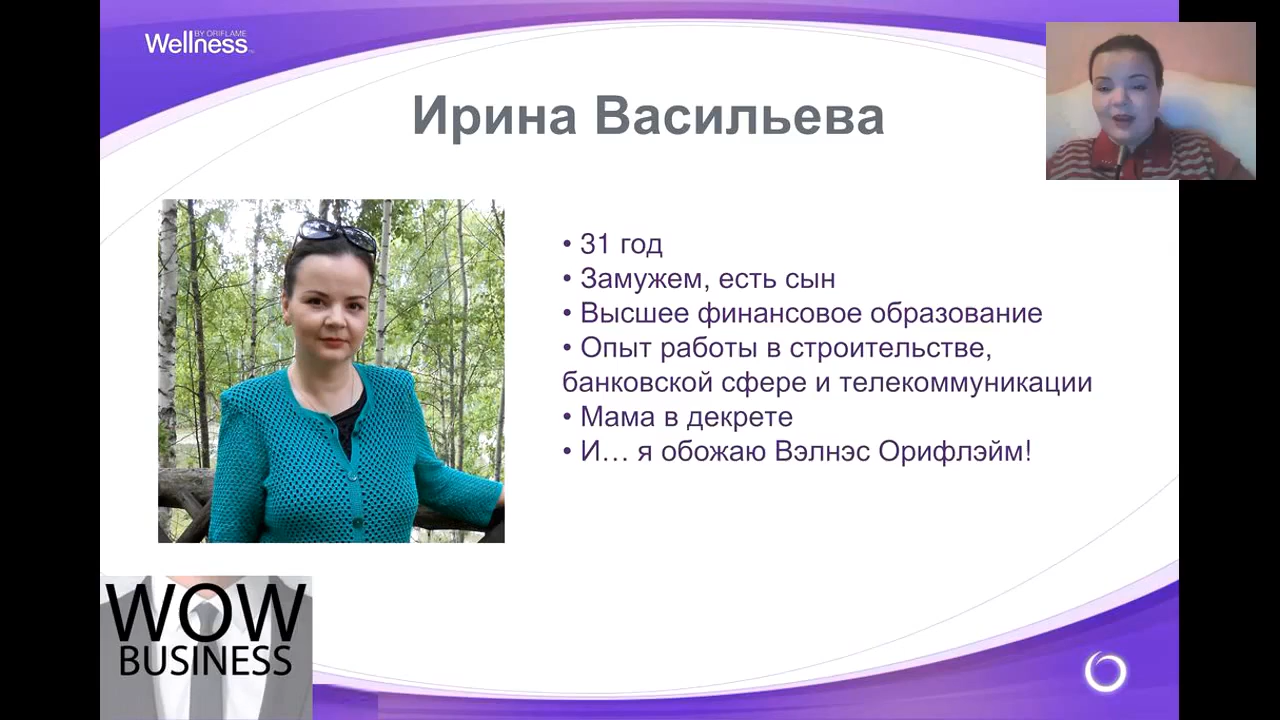 BY ORIFLAME
Wellness
Ирина Васильева
• 31 год
• Замужем, есть сын
• Высшее финансовое образование
• Опыт работы в строительстве,
банковской сфере и телекоммуникации
• Мама в декрете
• И… я обожаю Вэлнэс Орифлэйм!
WOW
BUSINESS